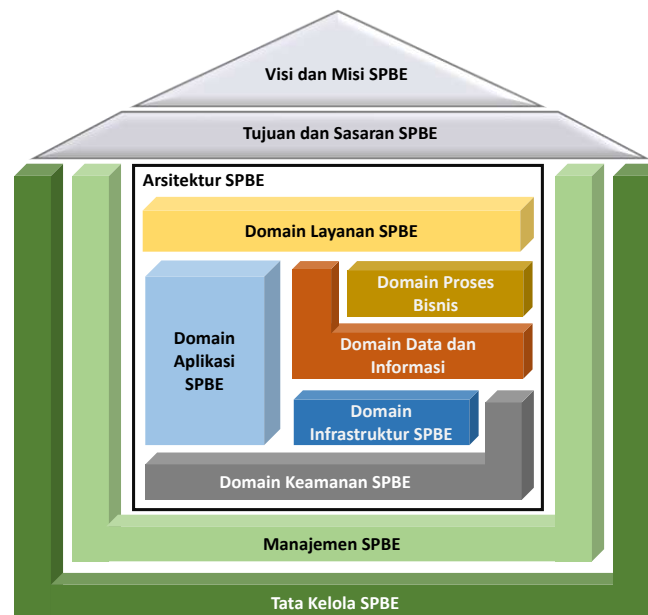 Visi dan Misi SPBE
Tujuan dan Sasaran SPBE
Arsitektur SPBE
Domain Layanan SPBE
Domain Proses
Bisnis
Domain
Aplikasi
SPBE
Domain Data dan
Informasi
Domain
Infrastruktur SPBE
Domain Keamanan SPBE
Manajemen SPBE
Tata Kelola SPBE